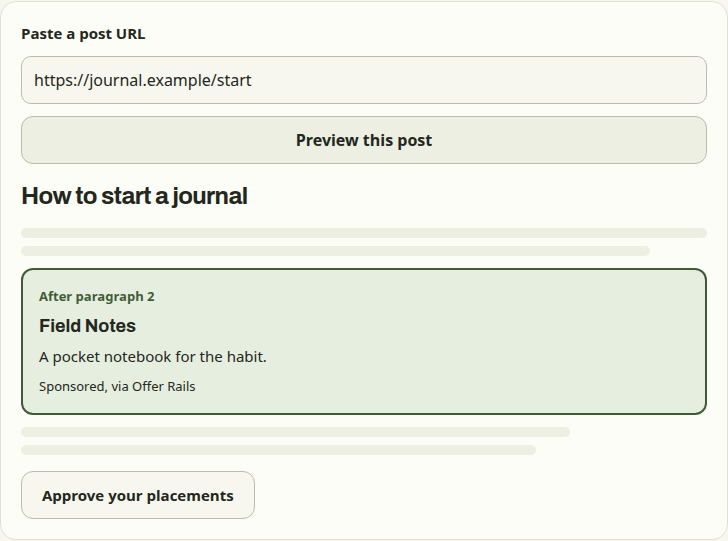 Paste a post URL
https://journal.example/start
Preview this post
How to start a journal
After paragraph 2
Field Notes
A pocket notebook for the habit.
Sponsored, via Offer Rails
Approve your placements